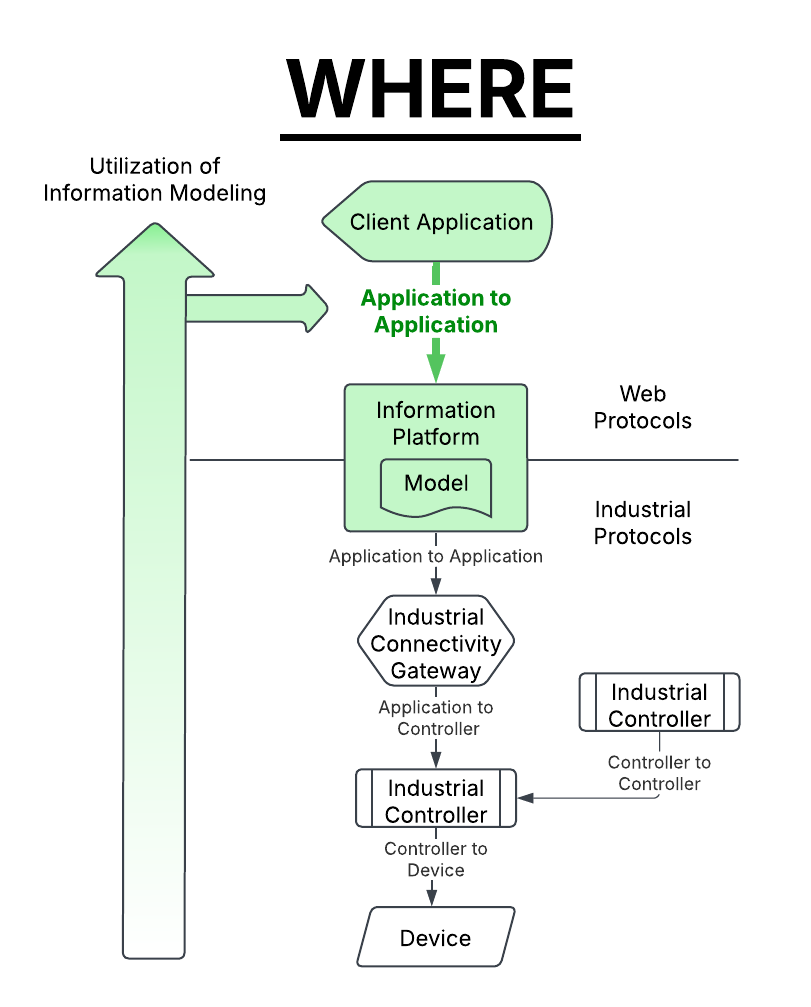 WHERE
Utilization of
Information Modeling
Client Application
Application to
Application
Information
Platform
Model
Web
Protocols
Industrial
Protocols
Application to Application
Industrial
Connectivity
Gateway
Application to
Controller
Industrial
Controller
Controller to
Controller
Industrial
Controller
Controller to
Device
Device